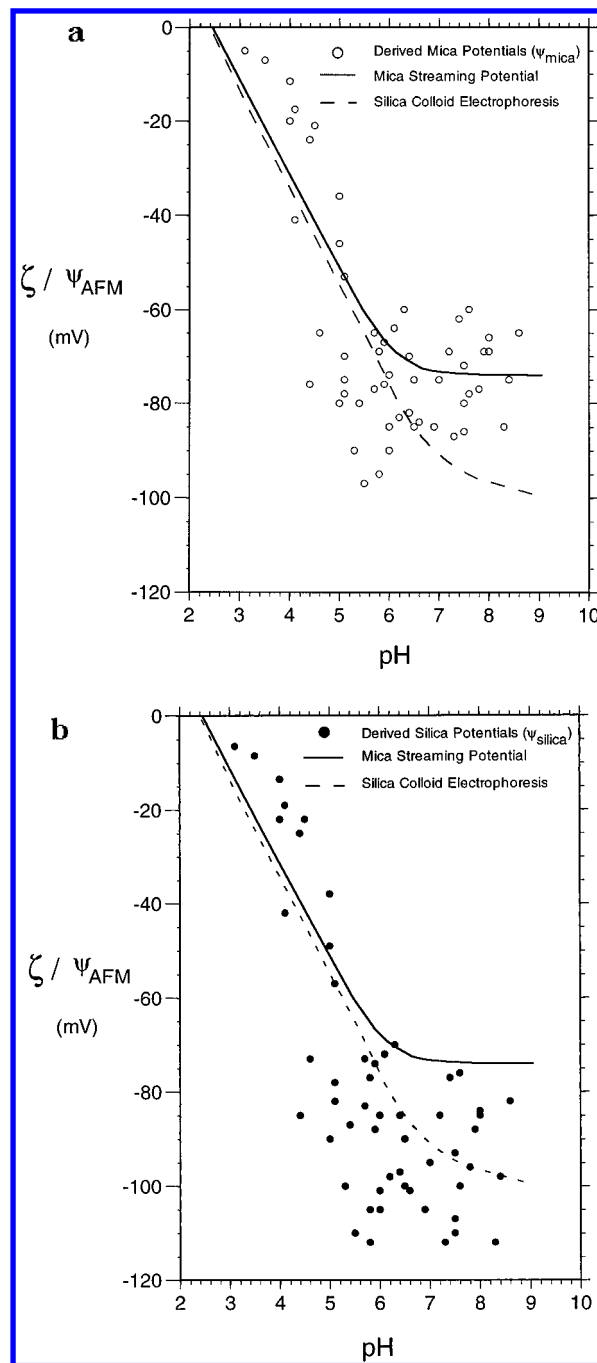 a
Derived Mica Potentials (ψmica)
Mica Streaming Potential
Silica Colloid Electrophoresis
ζ / ΨAFM
(mV)
0
-20
-40
-60
-80
-100
-120
2 3 4 5 6 7 8 9 10
pH
b
Derived Silica Potentials (ψsilica)
Mica Streaming Potential
Silica Colloid Electrophoresis
ζ / ΨAFM
(mV)
0
-20
-40
-60
-80
-100
-120
2 3 4 5 6 7 8 9 10
pH